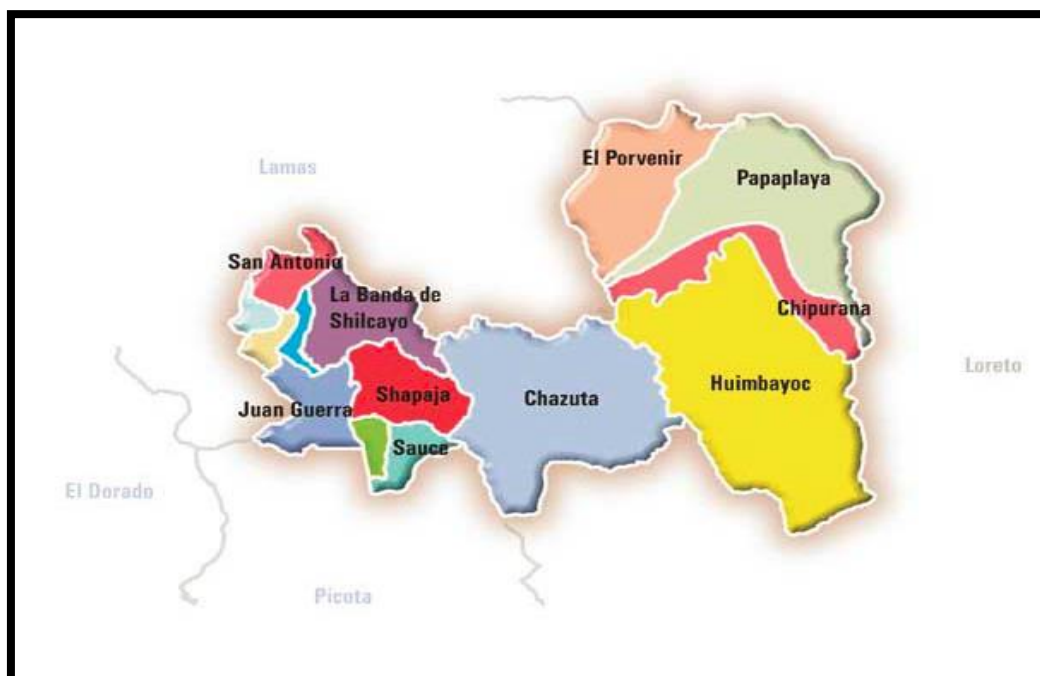 El Porvenir
Lamas
Papaplaya
San Antonio
La Banda de
Shilcayo
Chipurana
Loreto
Huimbayoc
Chazuta
Shapaja
Juan Guerra
Sauce
El Dorado
Picota